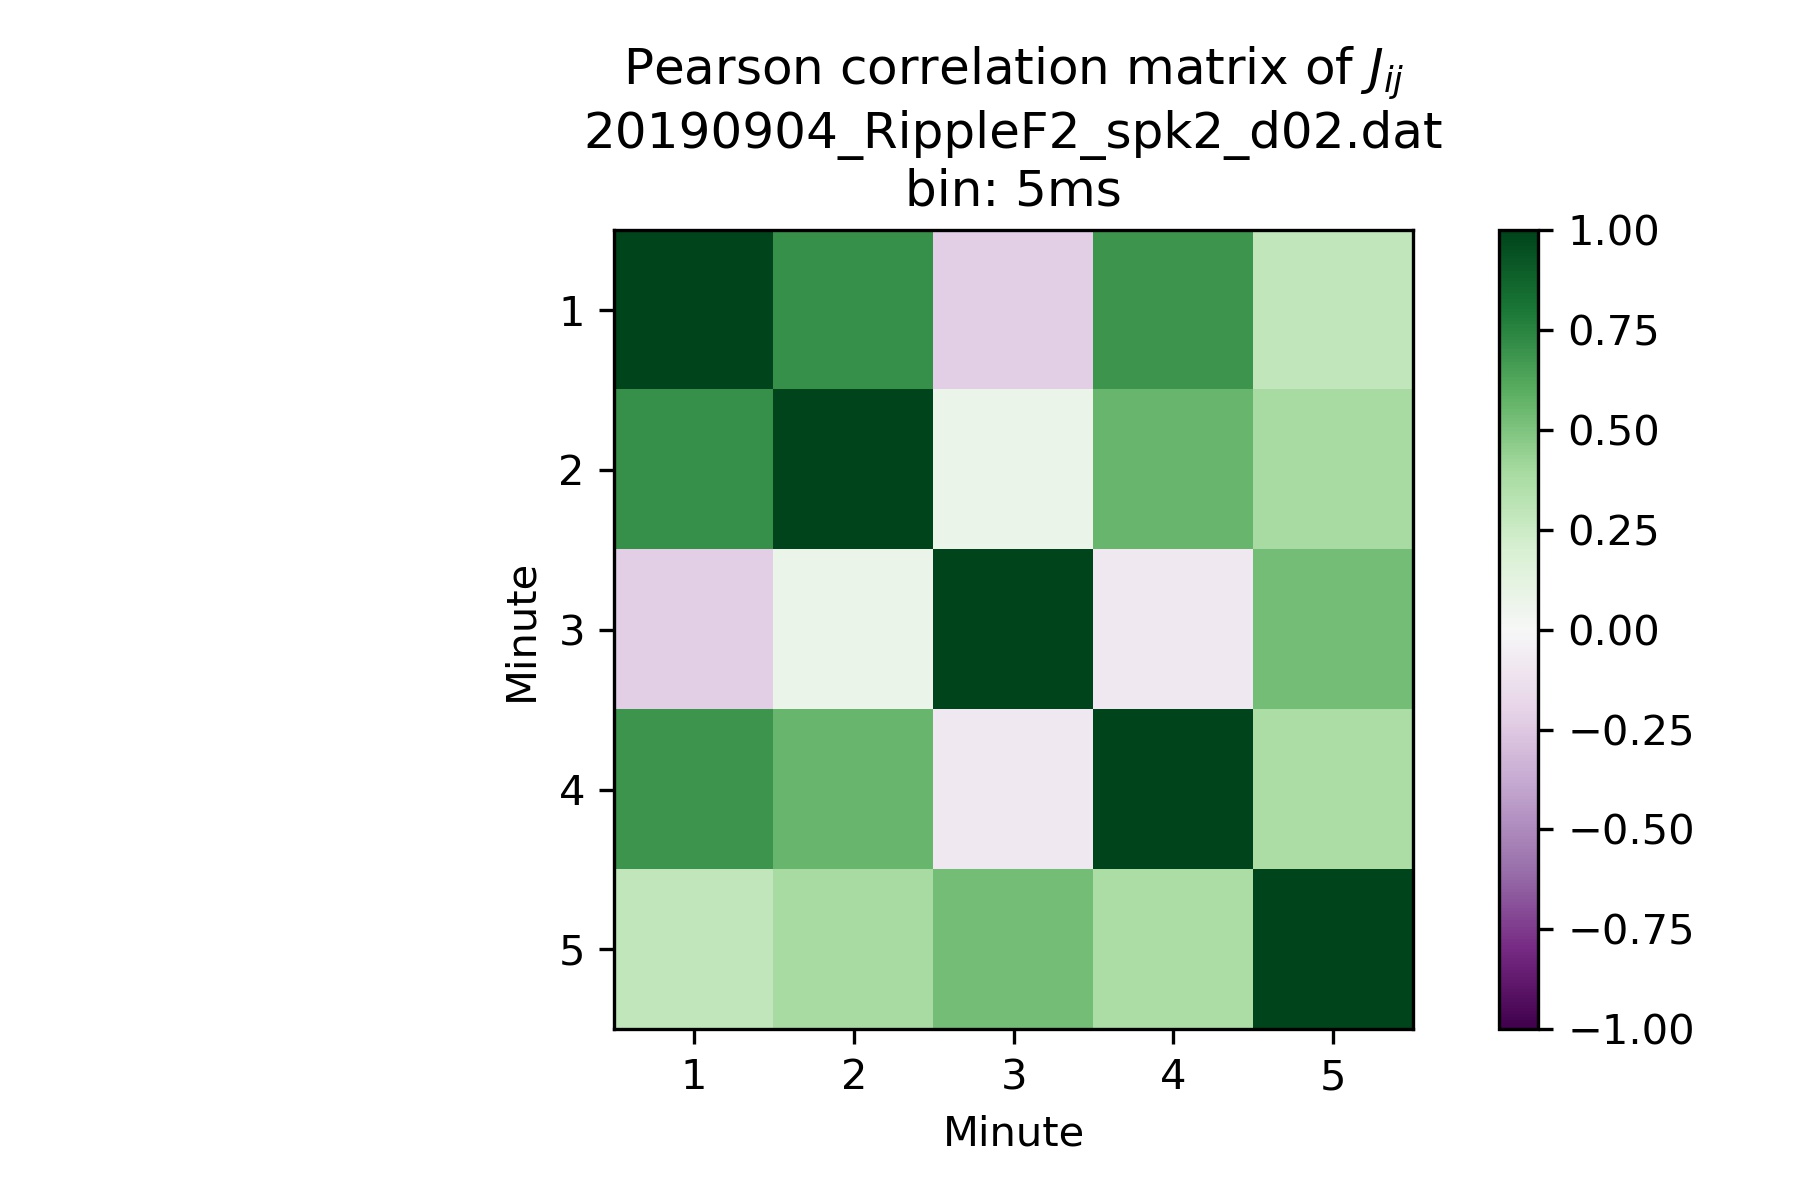 Pearson correlation matrix of J_{ij}
20190904_RippleF2_spk2_d02.dat
bin: 5ms
Minute
1
2
3
4
5
1 2 3 4 5
Minute
1.00
0.75
0.50
0.25
0.00
−0.25
−0.50
−0.75
−1.00